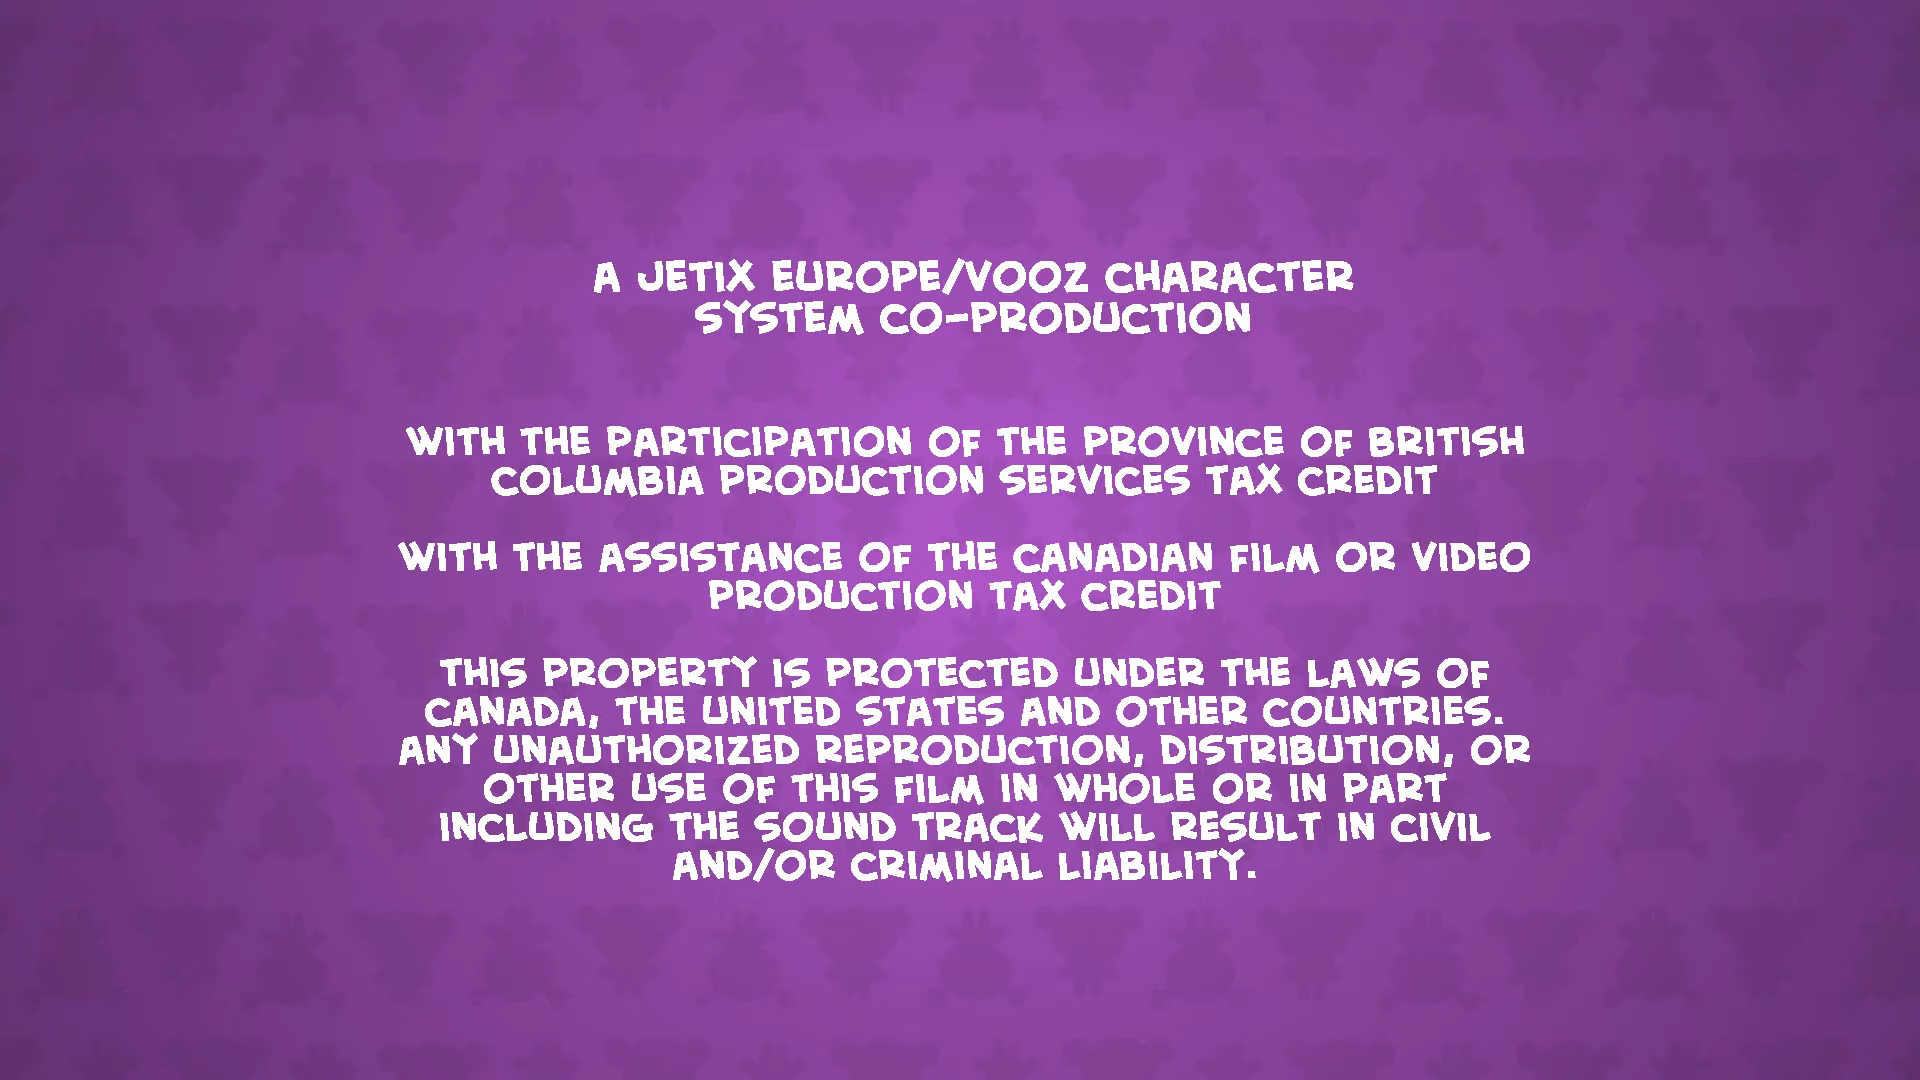 A JETIX EUROPE/VOOZ CHARACTER
SYSTEM CO-PRODUCTION
WITH THE PARTICIPATION OF THE PROVINCE OF BRITISH
COLUMBIA PRODUCTION SERVICES TAX CREDIT
WITH THE ASSISTANCE OF THE CANADIAN FILM OR VIDEO
PRODUCTION TAX CREDIT
THIS PROPERTY IS PROTECTED UNDER THE LAWS OF
CANADA, THE UNITED STATES AND OTHER COUNTRIES.
ANY UNAUTHORIZED REPRODUCTION, DISTRIBUTION, OR
OTHER USE OF THIS FILM IN WHOLE OR IN PART
INCLUDING THE SOUND TRACK WILL RESULT IN CIVIL
AND/OR CRIMINAL LIABILITY.